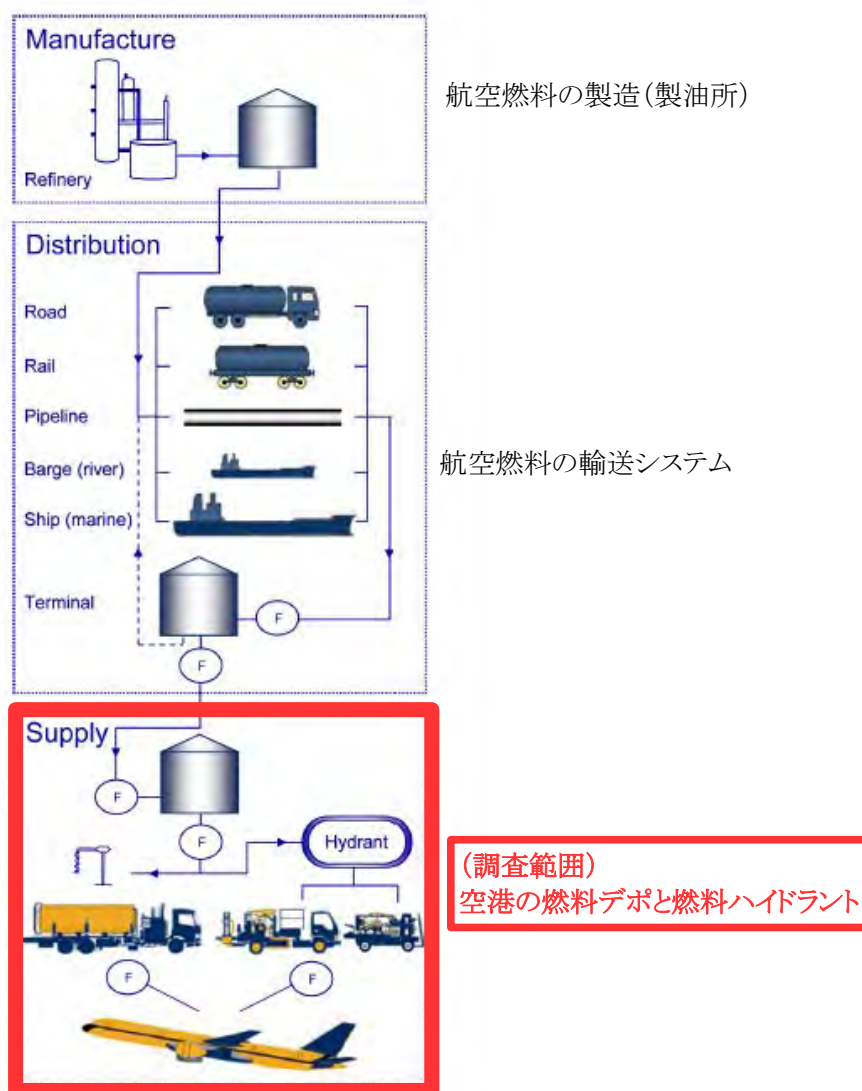 Manufacture
航空燃料の製造(製油所)
Refinery
Distribution
Road
Rail
Pipeline
Barge (river)
航空燃料の輸送システム
Ship (marine)
Terminal
F
F
Supply
F
F
Hydrant
(調査範囲)
空港の燃料デポと燃料ハイドラント
F
F